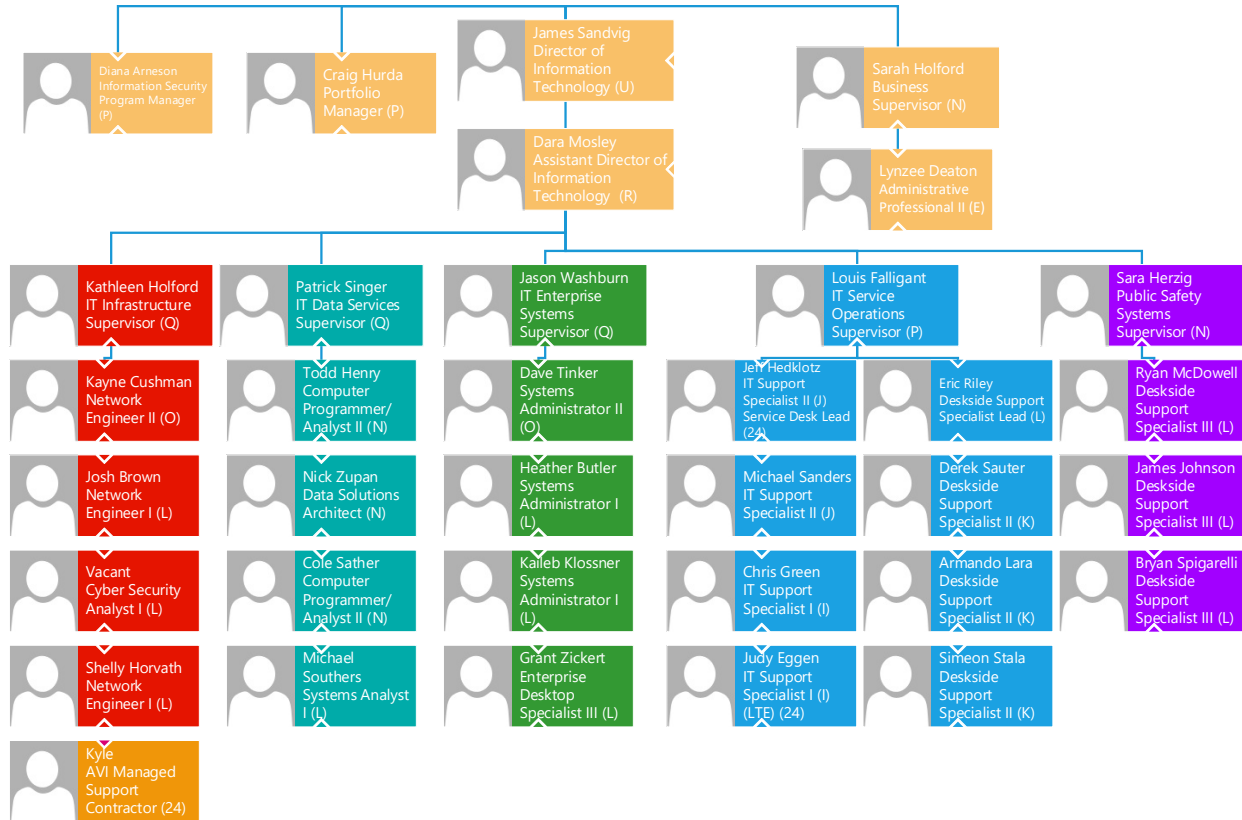 James Sandvig
Director of
Information
Technology (U)
Diana Arneson
Information Security
Program Manager
(P)
Craig Hurda
Portfolio
Manager (P)
Sarah Holford
Business
Supervisor (N)
Dara Mosley
Assistant Director of
Information
Technology (R)
Lynzee Deaton
Administrative
Professional II (E)
Kathleen Holford
IT Infrastructure
Supervisor (Q)
Patrick Singer
IT Data Services
Supervisor (Q)
Jason Washburn
IT Enterprise
Systems
Supervisor (Q)
Louis Falligant
IT Service
Operations
Supervisor (P)
Sara Herzig
Public Safety
Systems
Supervisor (N)
Kayne Cushman
Network
Engineer II (O)
Todd Henry
Computer
Programmer/
Analyst II (N)
Dave Tinker
Systems
Administrator II
(O)
Jeff Hedklotz
IT Support
Specialist II (J)
Service Desk Lead
(24)
Eric Riley
Deskside Support
Specialist Lead (L)
Ryan McDowell
Deskside
Support
Specialist III (L)
Josh Brown
Network
Engineer I (L)
Nick Zupan
Data Solutions
Architect (N)
Heather Butler
Systems
Administrator I
(L)
Michael Sanders
IT Support
Specialist II (J)
Derek Sauter
Deskside
Support
Specialist II (K)
James Johnson
Deskside
Support
Specialist III (L)
Vacant
Cyber Security
Analyst I (L)
Cole Sather
Computer
Programmer/
Analyst II (N)
Kaileb Klossner
Systems
Administrator I
(L)
Chris Green
IT Support
Specialist I (I)
Armando Lara
Deskside
Support
Specialist II (K)
Bryan Spigarelli
Deskside
Support
Specialist III (L)
Shelly Horvath
Network
Engineer I (L)
Michael
Southers
Systems Analyst
I (L)
Grant Zickert
Enterprise
Desktop
Specialist III (L)
Judy Eggen
IT Support
Specialist I (I)
(LTE) (24)
Simeon Stala
Deskside
Support
Specialist II (K)
Kyle
AVI Managed
Support
Contractor (24)